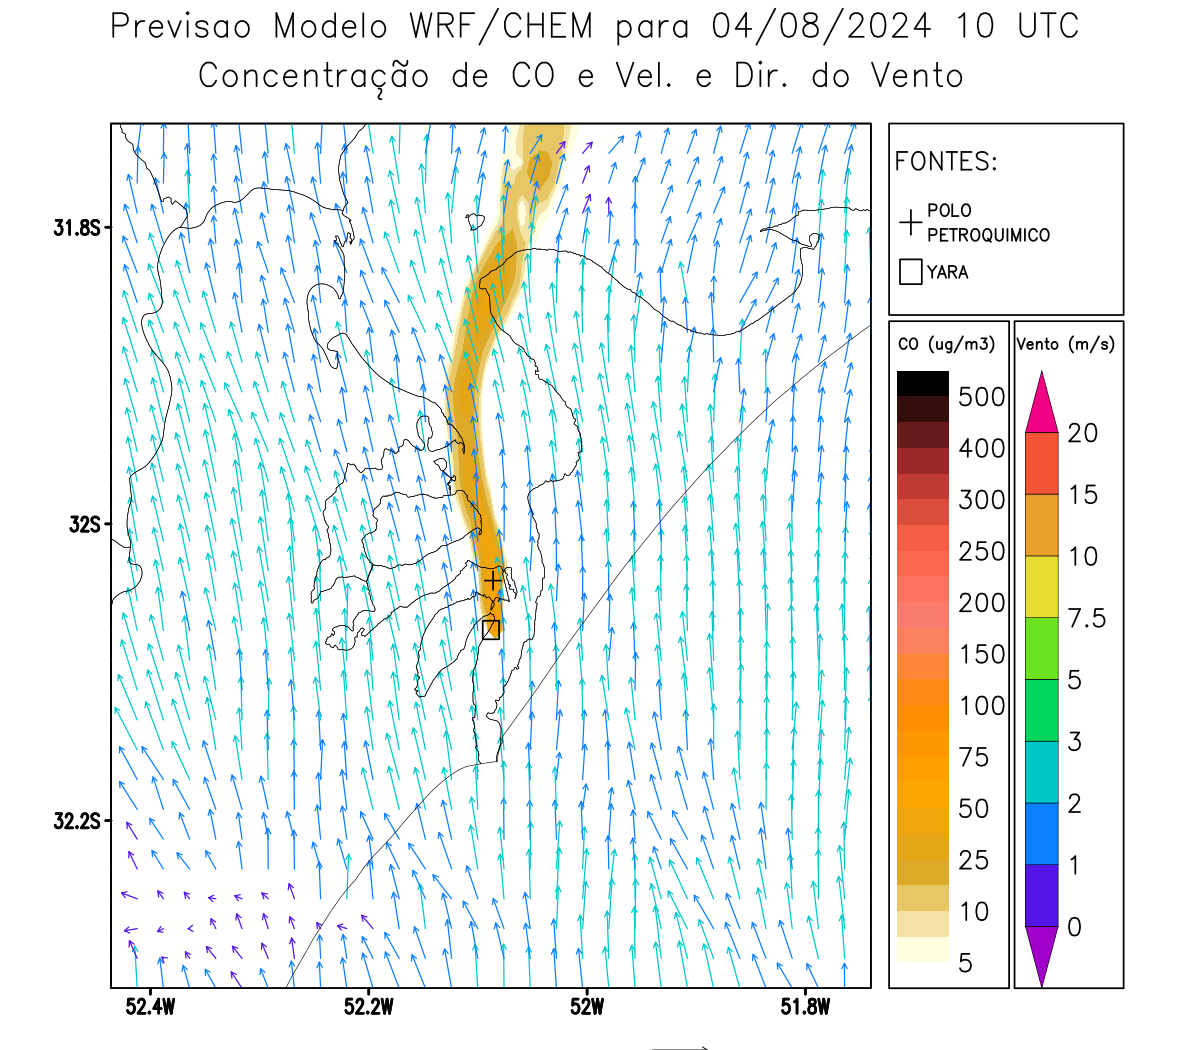 Previsao Modelo WRF/CHEM para 04/08/2024 10 UTC
Concentração de CO e Vel. e Dir. do Vento
FONTES:
POLO
PETROQUIMICO
YARA
CO (ug/m3)
500
400
300
250
200
150
100
75
50
25
10
5
Vento (m/s)
20
15
10
7.5
5
3
2
1
0
31.8S
32S
32.2S
52.4W
52.2W
52W
51.8W